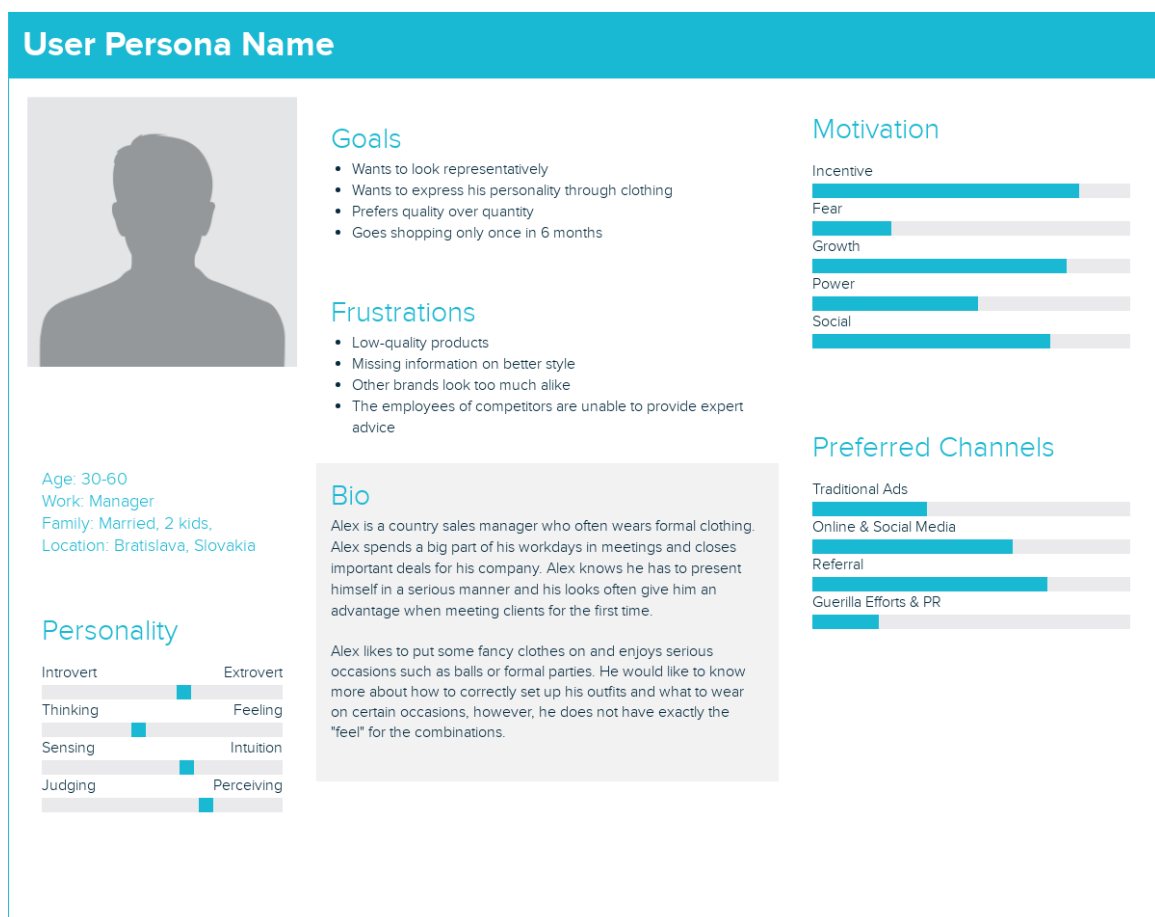 User Persona Name
Goals
• Wants to look representatively
• Wants to express his personality through clothing
• Prefers quality over quantity
• Goes shopping only once in 6 months
Frustrations
• Low-quality products
• Missing information on better style
• Other brands look too much alike
• The employees of competitors are unable to provide expert
advice
Age: 30-60
Work: Manager
Family: Married, 2 kids,
Location: Bratislava, Slovakia
Personality
Introvert Extrovert
Thinking Feeling
Sensing Intuition
Judging Perceiving
Bio
Alex is a country sales manager who often wears formal clothing.
Alex spends a big part of his workdays in meetings and closes
important deals for his company. Alex knows he has to present
himself in a serious manner and his looks often give him an
advantage when meeting clients for the first time.
Alex likes to put some fancy clothes on and enjoys serious
occasions such as balls or formal parties. He would like to know
more about how to correctly set up his outfits and what to wear
on certain occasions, however, he does not have exactly the
"feel" for the combinations.
Motivation
Incentive
Fear
Growth
Power
Social
Preferred Channels
Traditional Ads
Online & Social Media
Referral
Guerilla Efforts & PR